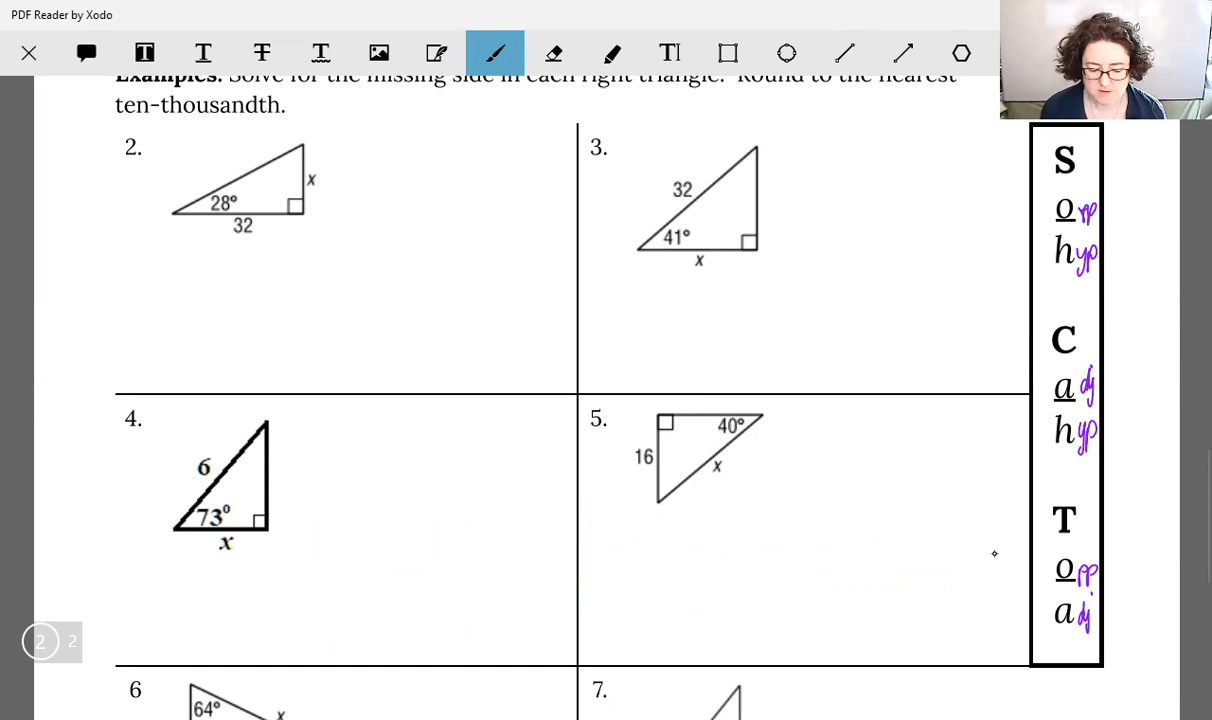 PDF Reader by Xodo
Examples. Solve for the missing side in each right triangle. Round to the nearest
ten-thousandth.
2.
28°
x
32
3.
32
41°
x
4.
6
73°
x
5.
40°
16
x
6
64°
x
7.
S
opp
hyp
C
adj
hyp
T
opp
adj
2 2